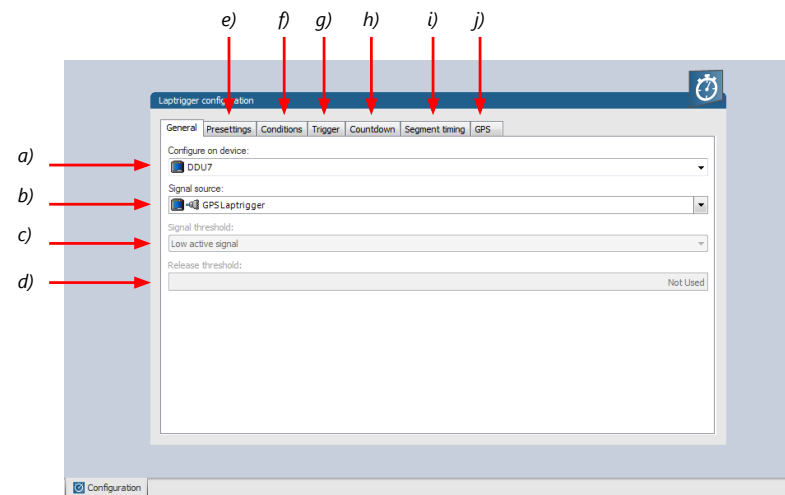 e) f) g) h) i) j)
Laptrigger configuration
General Presettings Conditions Trigger Countdown Segment timing GPS
a)
Configure on device:
DDU7
b)
Signal source:
GPS Laptrigger
c)
Signal threshold:
Low active signal
d)
Release threshold:
Not Used
Configuration